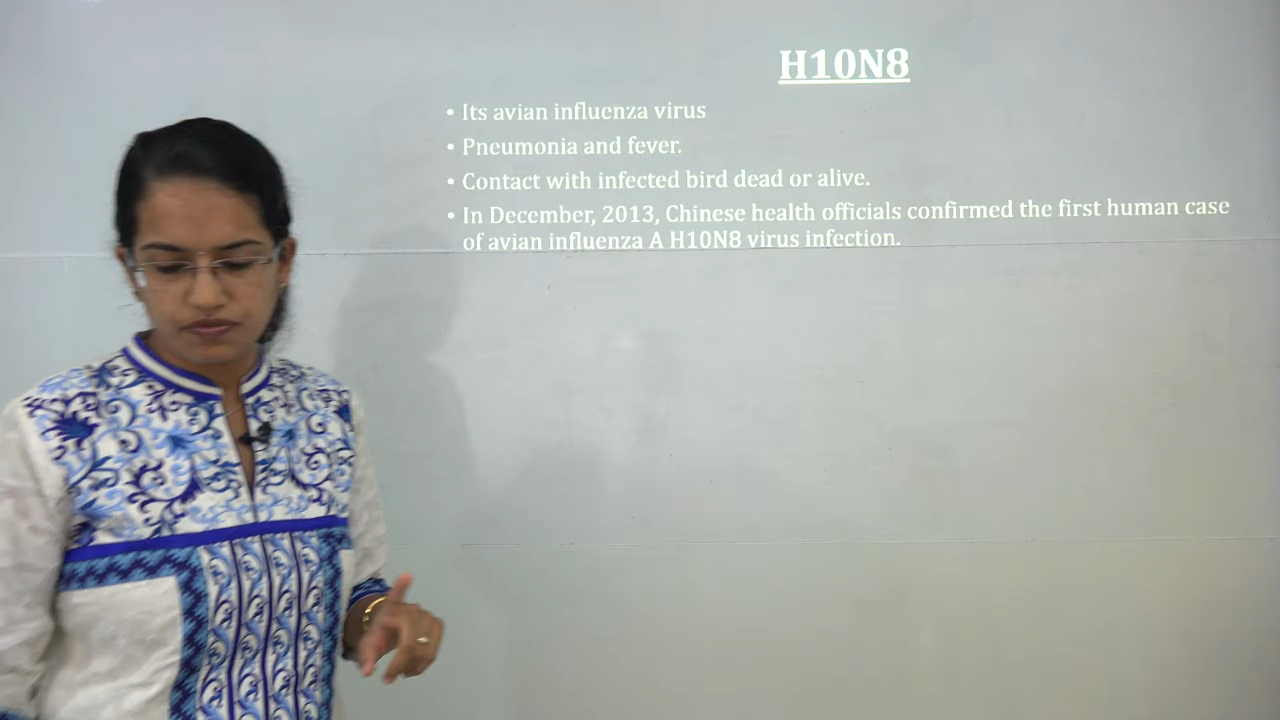 H10N8
• Its avian influenza virus
• Pneumonia and fever.
• Contact with infected bird dead or alive.
• In December, 2013, Chinese health officials confirmed the first human case
of avian influenza A H10N8 virus infection.